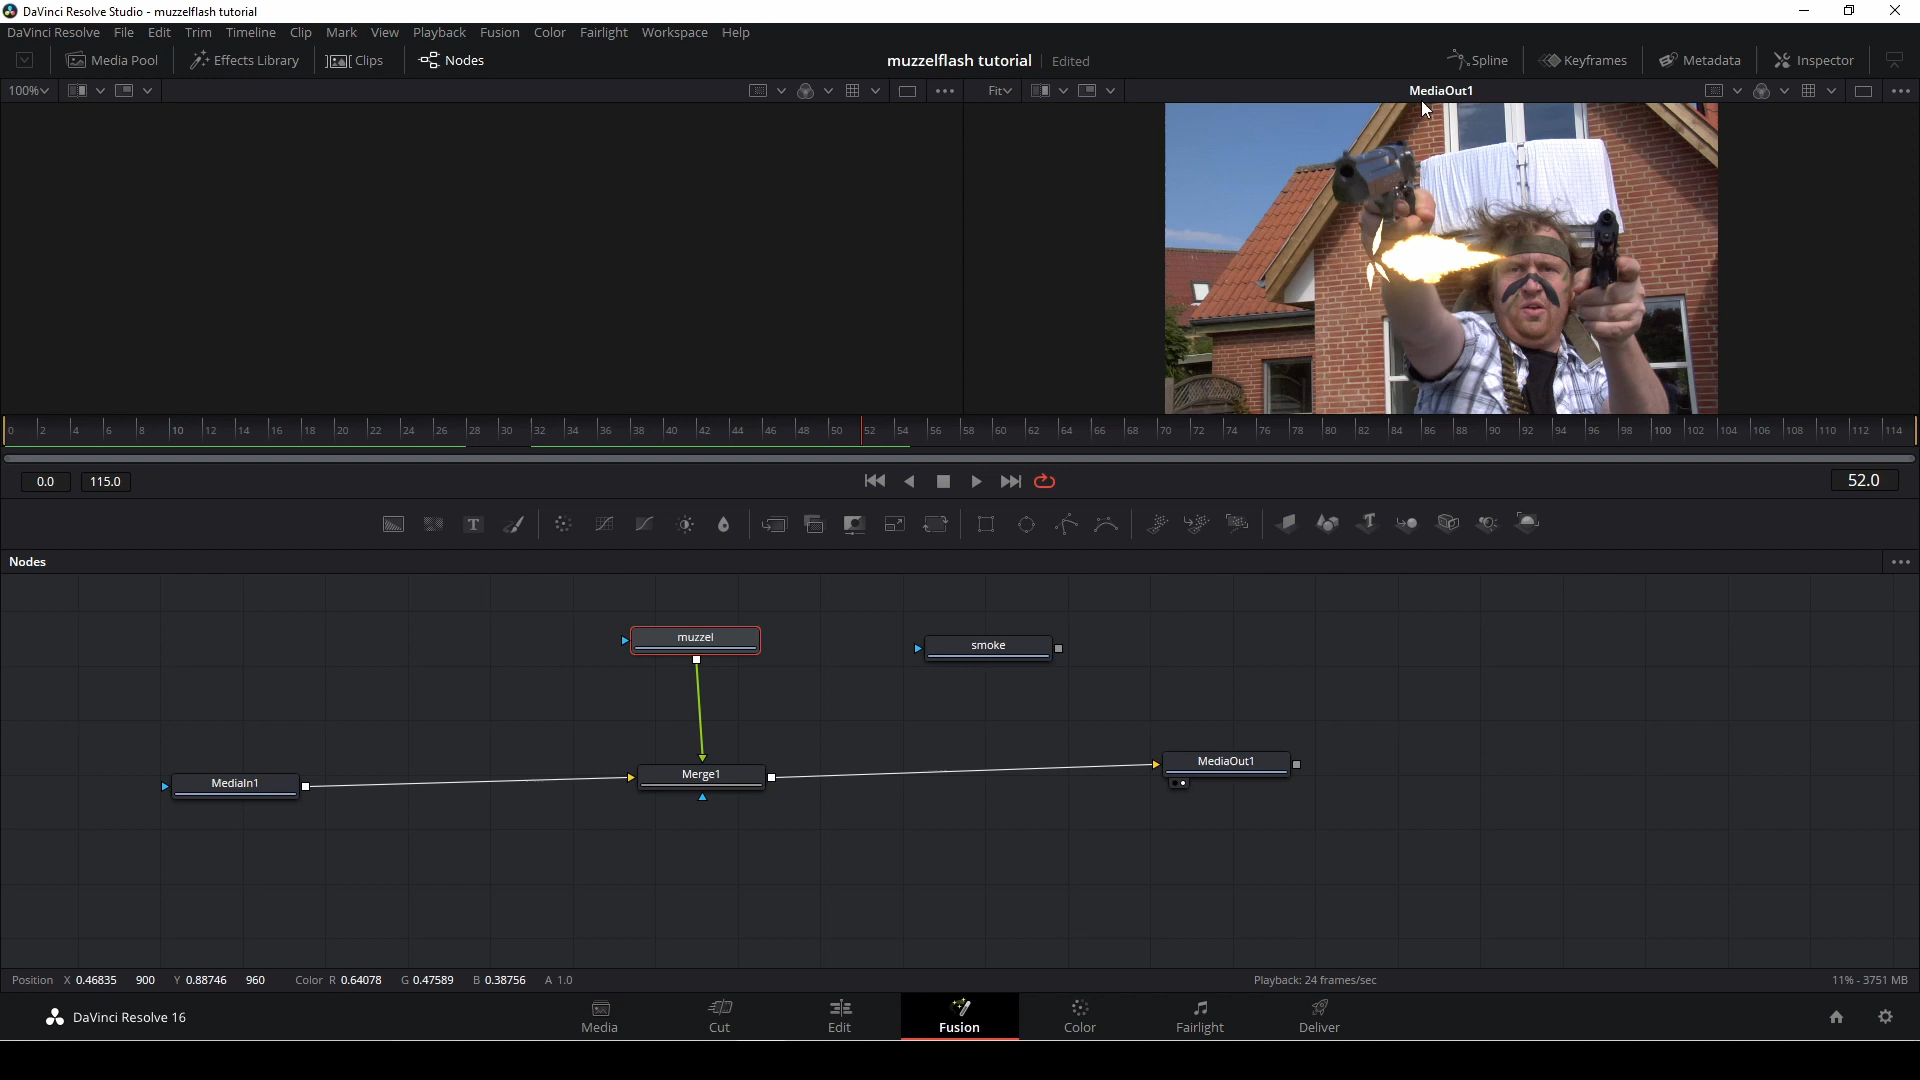 DaVinci Resolve Studio - muzzelflash tutorial
DaVinci Resolve File Edit Trim Timeline Clip Mark View Playback Fusion Color Fairlight Workspace Help
Media Pool Effects Library Clips Nodes muzzelflash tutorial Edited Spline Keyframes Metadata Inspector
100% Fit MediaOut1
0 2 4 6 8 10 12 14 16 18 20 22 24 26 28 30 32 34 36 38 40 42 44 46 48 50 52 54 56 58 60 62 64 66 68 70 72 74 76 78 80 82 84 86 88 90 92 94 96 98 100 102 104 106 108 110 112 114
0.0 115.0 52.0
Nodes
muzzel
smoke
MediaIn1
Merge1
MediaOut1
Position X 0.46835 900 Y 0.88746 960 Color R 0.64078 G 0.47589 B 0.38756 A 1.0 Playback: 24 frames/sec 11% - 3751 MB
DaVinci Resolve 16 Media Cut Edit Fusion Color Fairlight Deliver